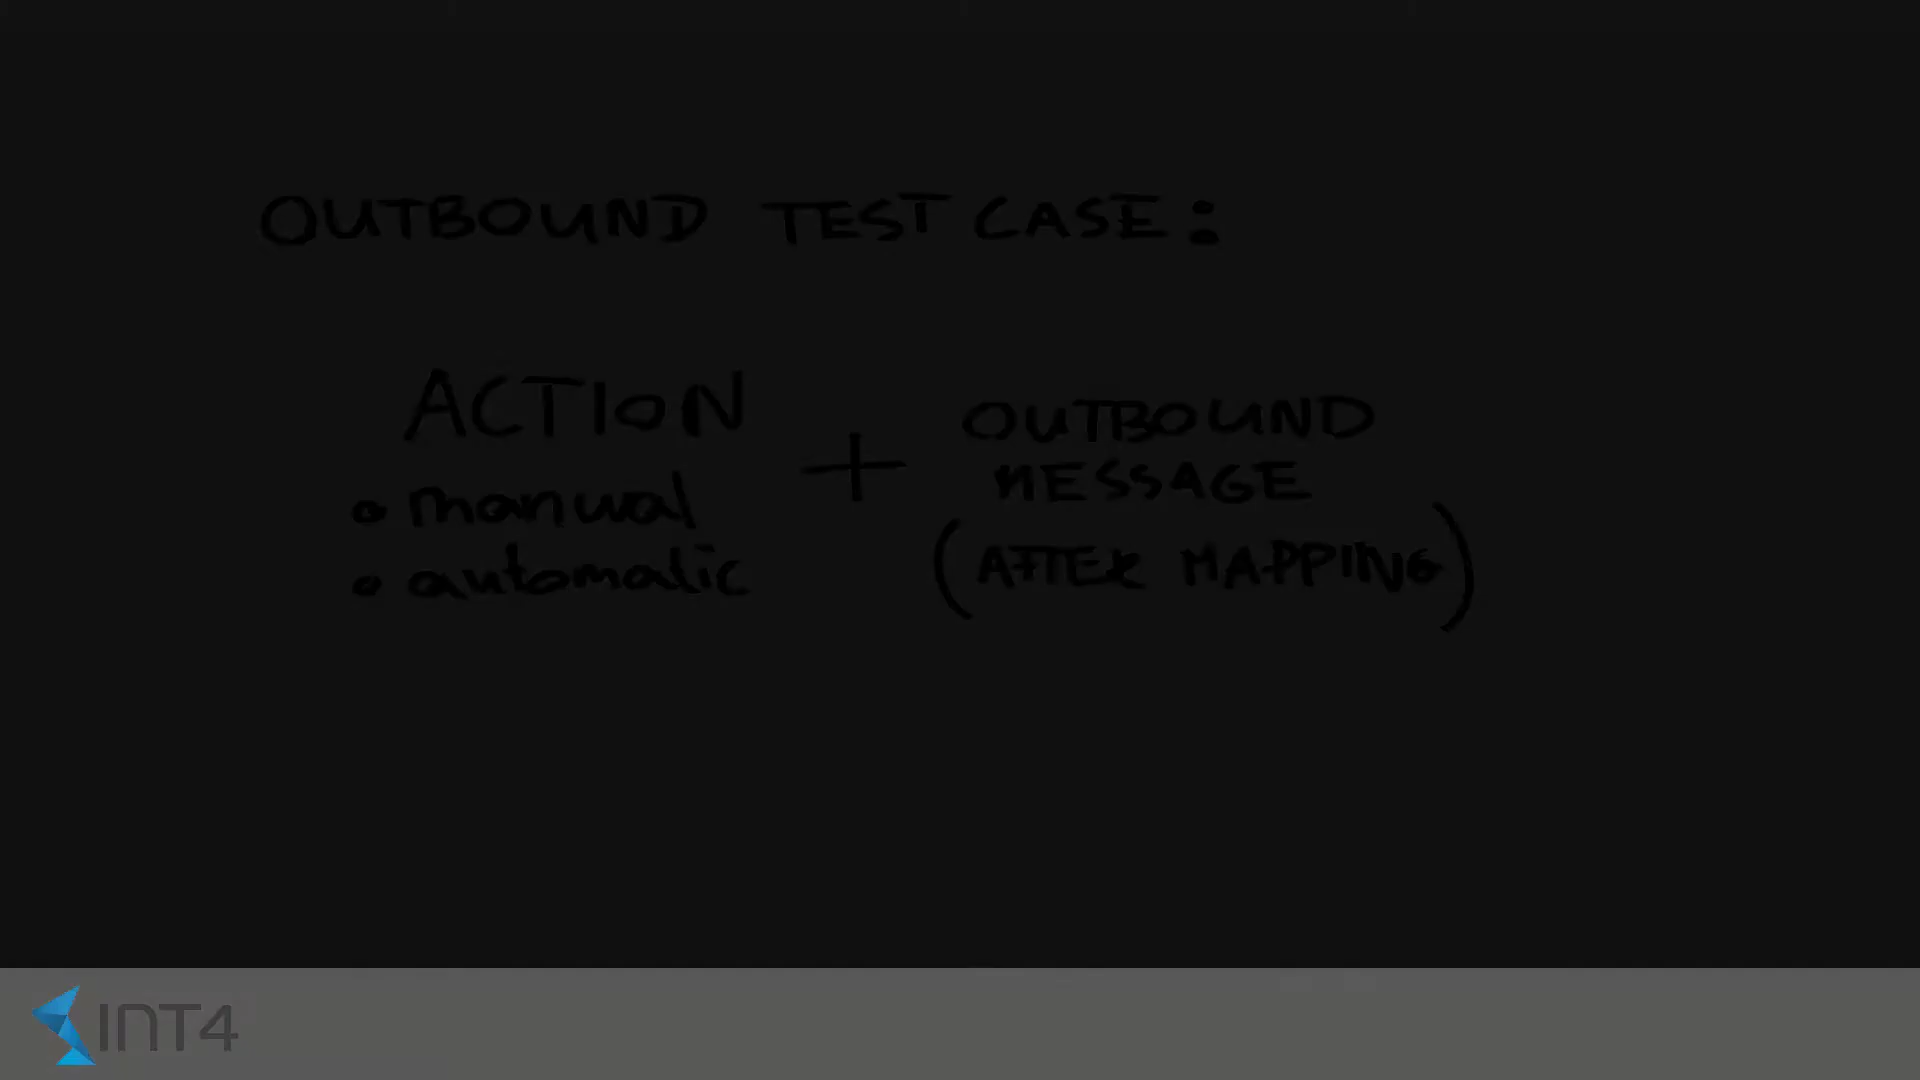 OUTBOUND TEST CASE:
ACTION
• manual
• automatic
+
OUTBOUND
MESSAGE
(AFTER MAPPING)
INT4